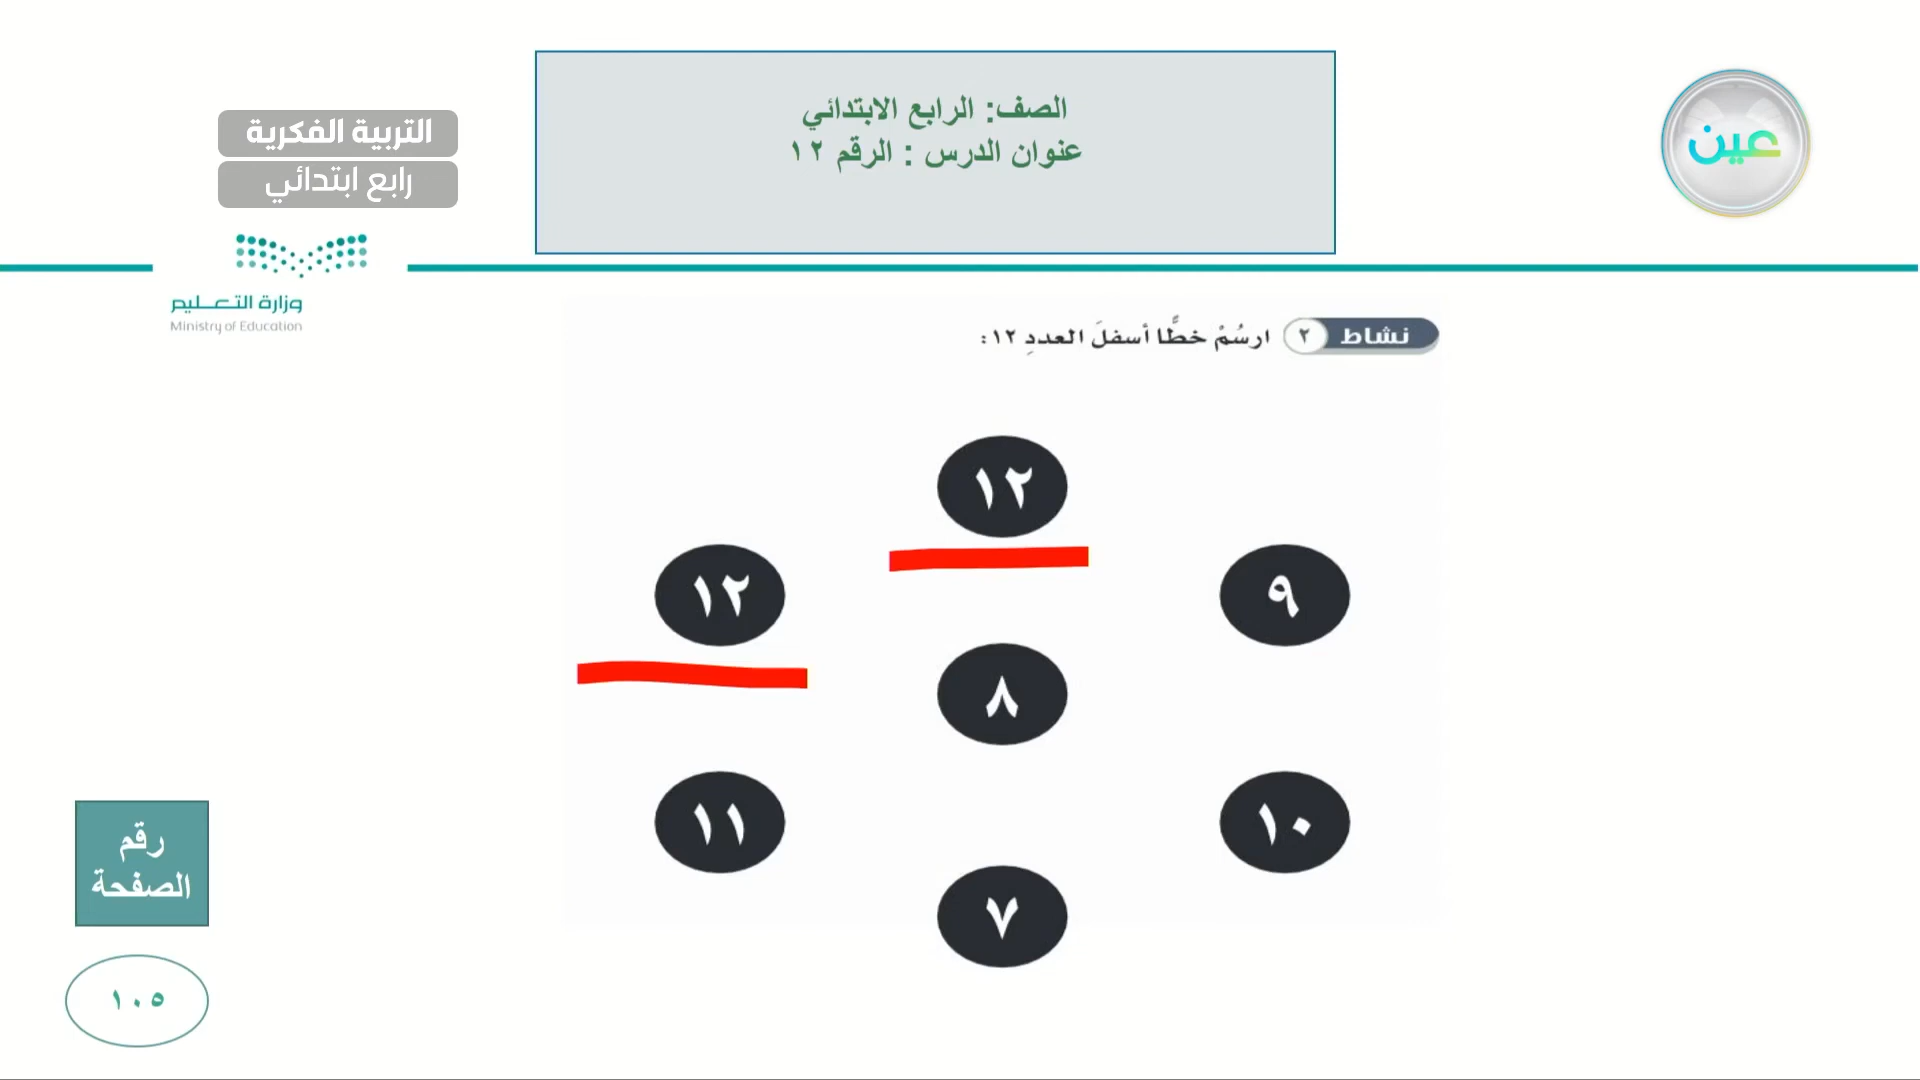 الصف: الرابع الابتدائي
عنوان الدرس : الرقم ١٢
عين
التربية الفكرية
رابع ابتدائي
وزارة التعليم
Ministry of Education
نشاط ٢ ارسُمْ خطًّا أسفلَ العددِ ١٢:
١٢
٩
١٢
٨
١٠
١١
٧
رقم
الصفحة
١٠٥